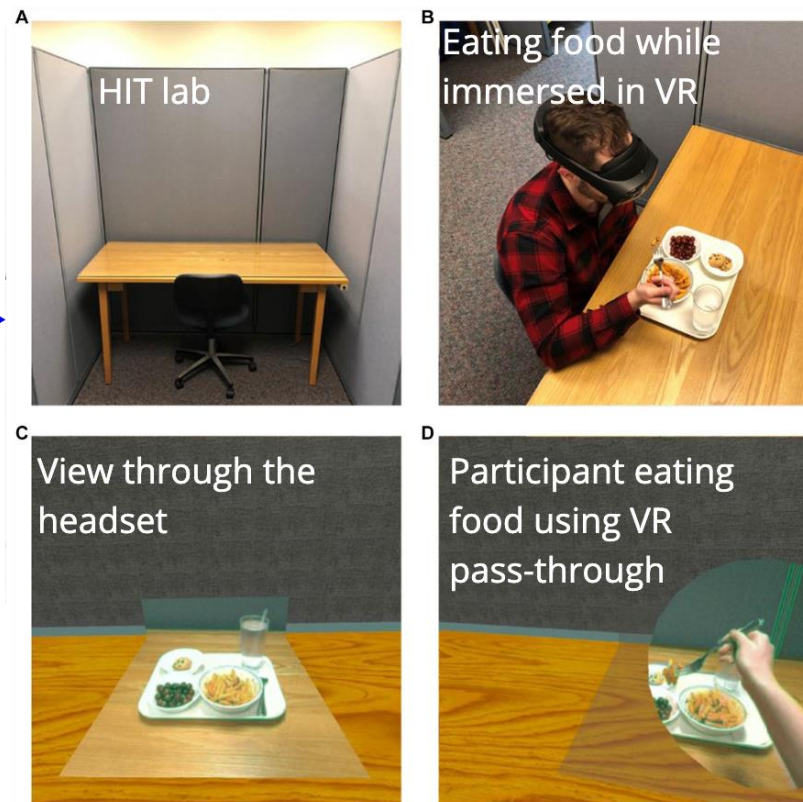 A
HIT lab
B
Eating food while
immersed in VR
C
View through the
headset
D
Participant eating
food using VR
pass-through